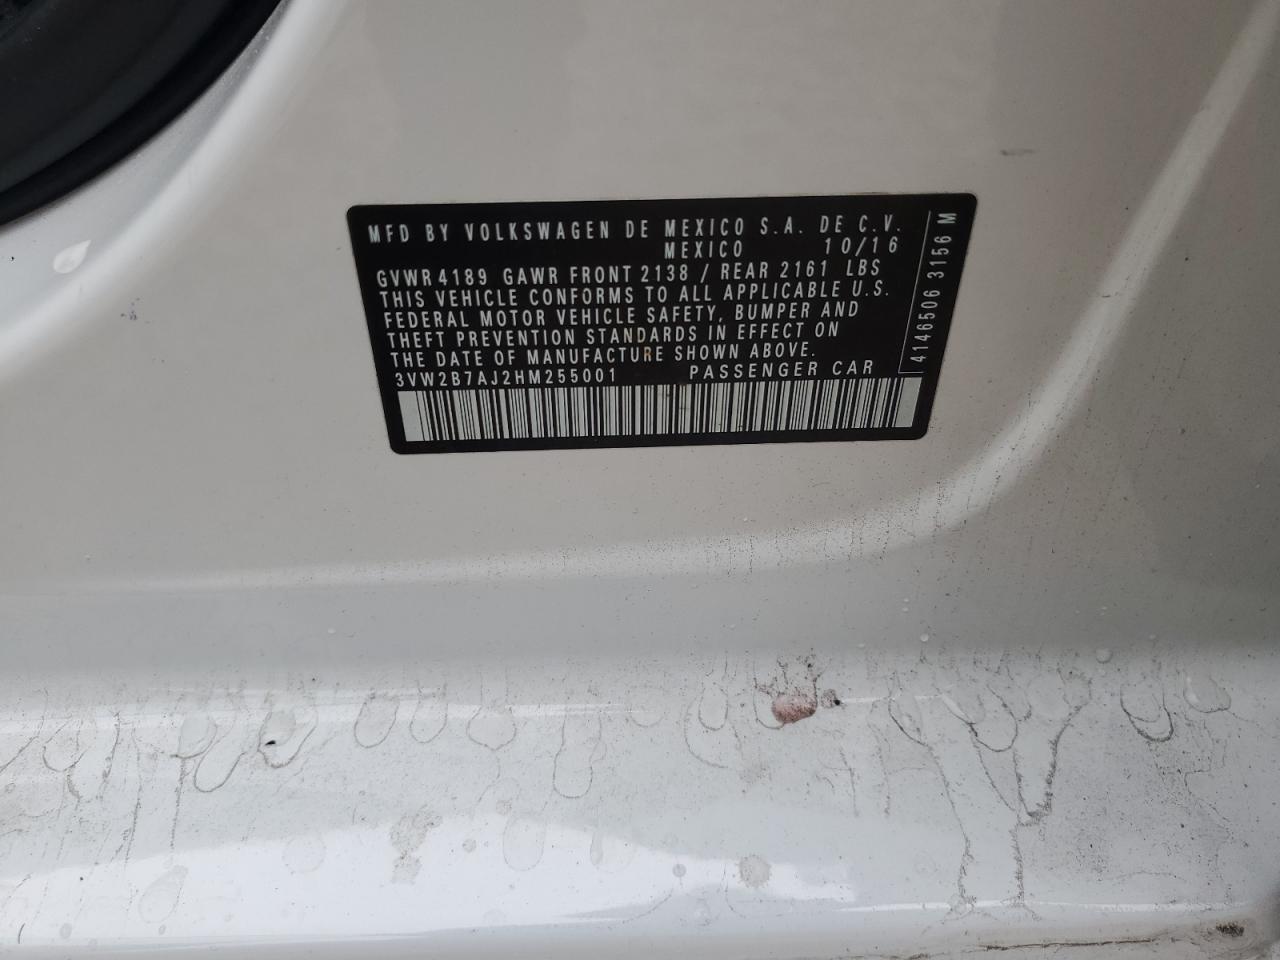 MFD BY VOLKSWAGEN DE MEXICO S.A. DE C.V.
MEXICO 10/16
GVWR 4189 GAWR FRONT 2138 / REAR 2161 LBS
THIS VEHICLE CONFORMS TO ALL APPLICABLE U.S.
FEDERAL MOTOR VEHICLE SAFETY, BUMPER AND
THEFT PREVENTION STANDARDS IN EFFECT ON
THE DATE OF MANUFACTURE SHOWN ABOVE.
3VW2B7AJ2HM255001 PASSENGER CAR
4146506 3156 M